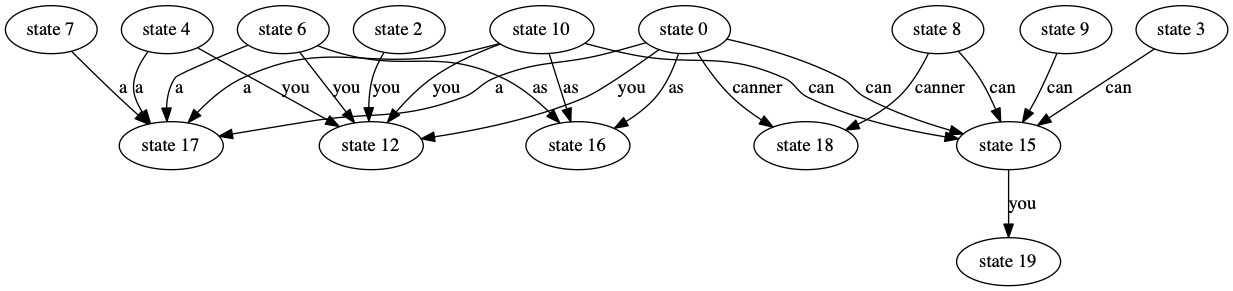 state 7 state 4 state 6 state 2 state 10 state 0 state 8 state 9 state 3
a a a you you you a you as as can a you as canner can canner can can can
state 17 state 12 state 16 state 18 state 15
you
state 19